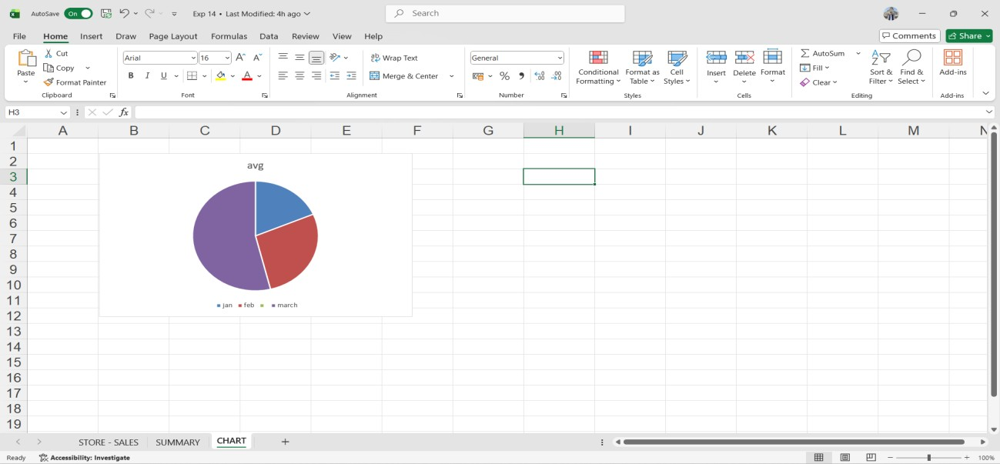 AutoSave On Exp 14 • Last Modified: 4h ago Search
File Home Insert Draw Page Layout Formulas Data Review View Help Comments Share
Paste
Cut
Copy
Format Painter
Clipboard
Arial 16 A A
B I U A
Font
ab Wrap Text
Merge & Center
Alignment
General
% 
Number
Conditional Formatting
Format as Table
Cell Styles
Styles
Insert Delete Format
Cells
AutoSum
Fill
Clear
Sort & Filter
Find & Select
Editing
Add-ins
Add-ins
H3 fx
A B C D E F G H I J K L M N
1
2
3
4
5
6
7
8
9
10
11
12
13
14
15
16
17
18
19
avg
jan feb march
STORE - SALES SUMMARY CHART +
Ready Accessibility: Investigate 100%